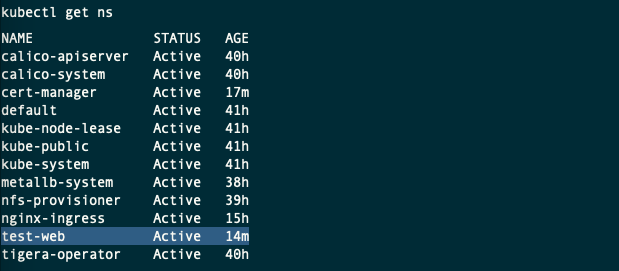 kubectl get ns
NAME STATUS AGE
calico-apiserver Active 40h
calico-system Active 40h
cert-manager Active 17m
default Active 41h
kube-node-lease Active 41h
kube-public Active 41h
kube-system Active 41h
metallb-system Active 38h
nfs-provisioner Active 39h
nginx-ingress Active 15h
test-web Active 14m
tigera-operator Active 40h